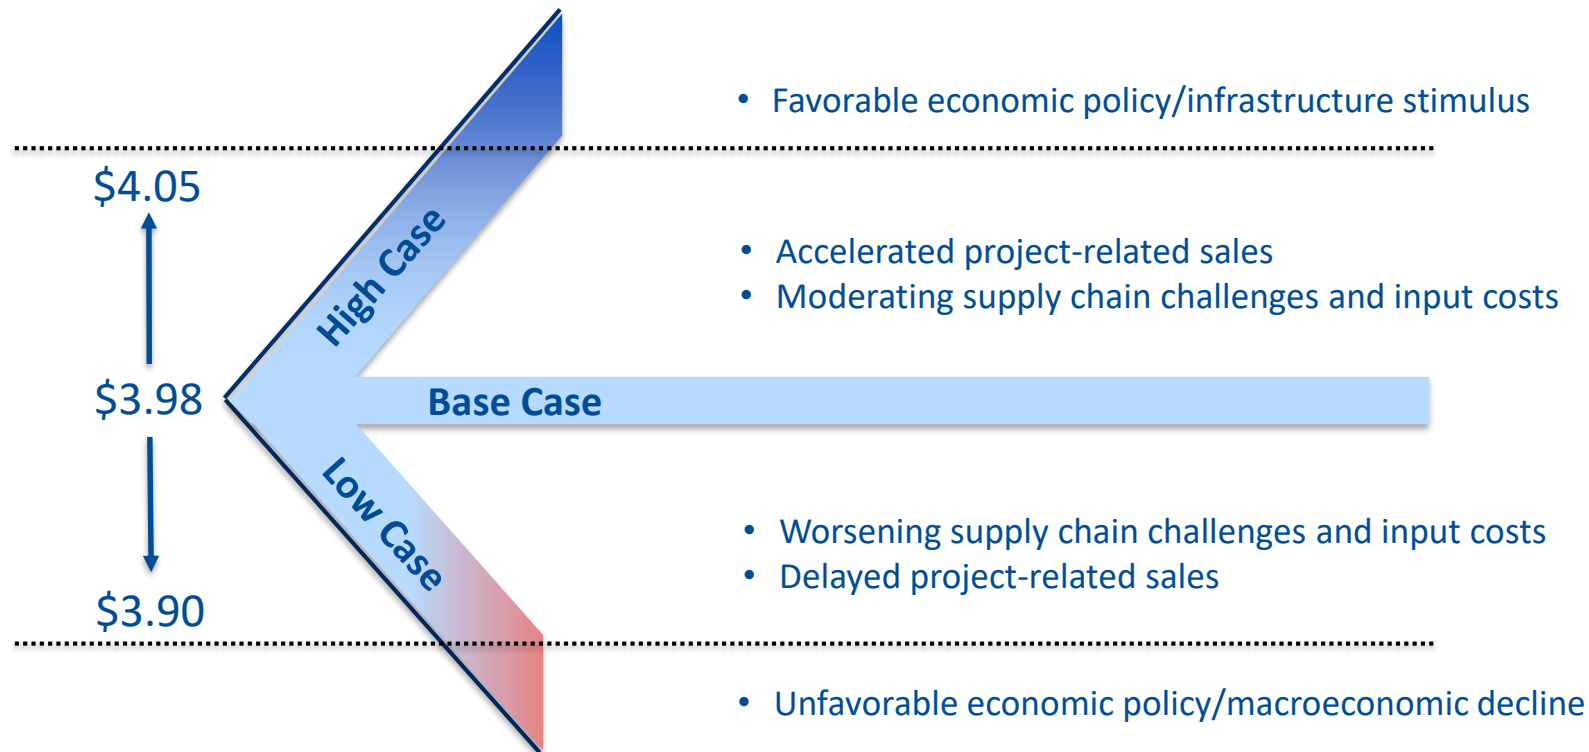 • Favorable economic policy/infrastructure stimulus
$4.05
High Case
• Accelerated project-related sales
• Moderating supply chain challenges and input costs
$3.98
Base Case
Low Case
• Worsening supply chain challenges and input costs
• Delayed project-related sales
$3.90
• Unfavorable economic policy/macroeconomic decline